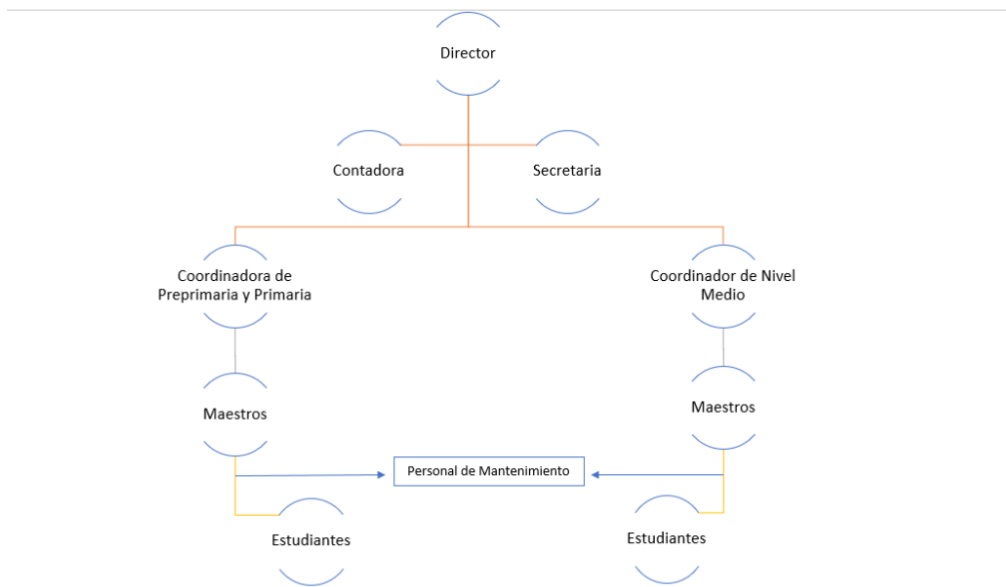 Director
Contadora
Secretaria
Coordinadora de
Preprimaria y Primaria
Coordinador de Nivel
Medio
Maestros
Maestros
Personal de Mantenimiento
Estudiantes
Estudiantes